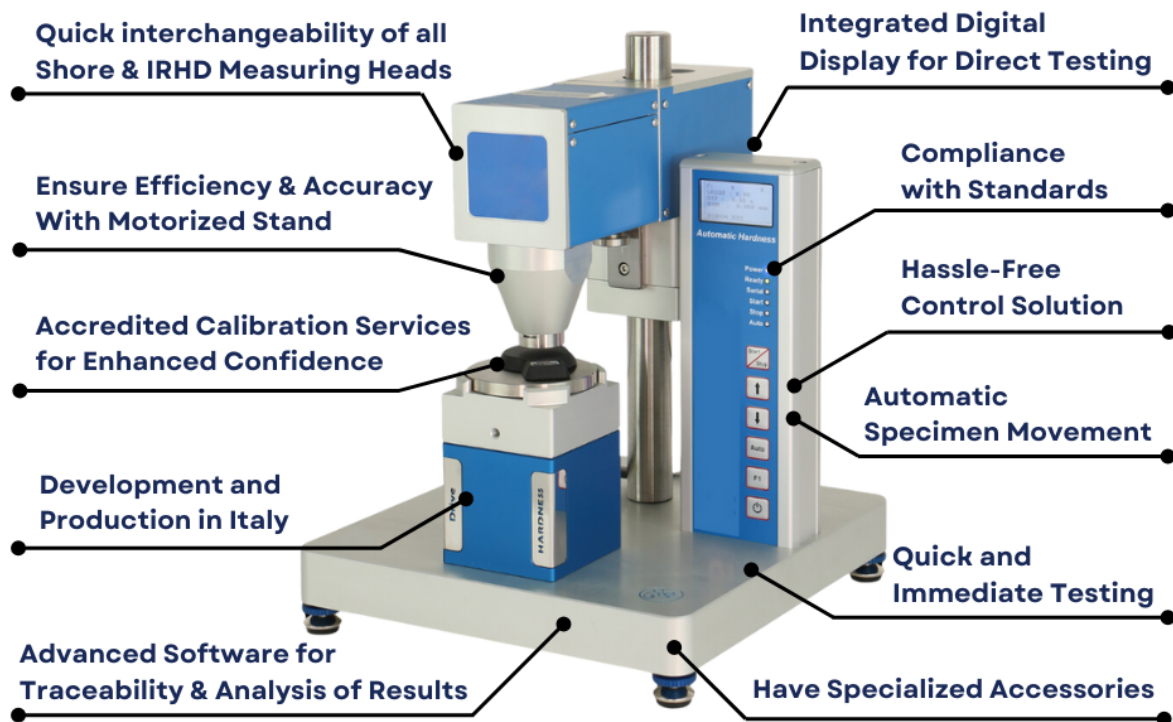 Quick interchangeability of all
Shore & IRHD Measuring Heads
Ensure Efficiency & Accuracy
With Motorized Stand
Accredited Calibration Services
for Enhanced Confidence
Development and
Production in Italy
Advanced Software for
Traceability & Analysis of Results
Integrated Digital
Display for Direct Testing
Compliance
with Standards
Hassle-Free
Control Solution
Automatic
Specimen Movement
Quick and
Immediate Testing
Have Specialized Accessories
Automatic Hardness
Power
Ready
Serial
Start
Stop
Auto
Start
Stop
Auto
F1
Drive
HARDNESS